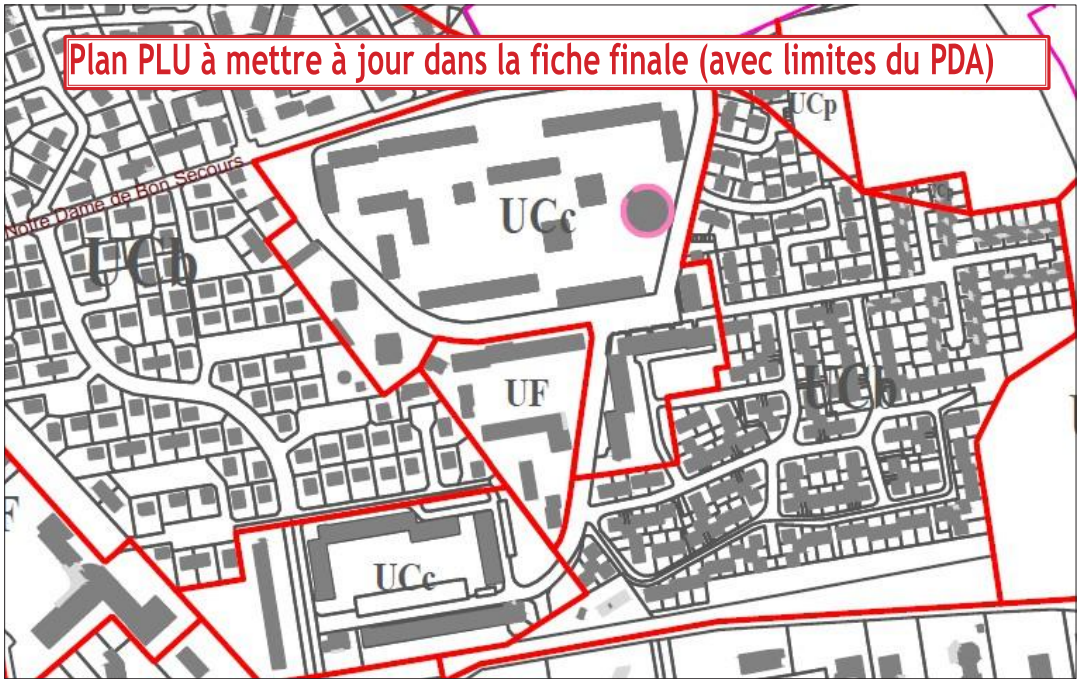 Plan PLU à mettre à jour dans la fiche finale (avec limites du PDA)
UCp
Notre Dame de Bon Secours
UCc
UCb
UF
UCb
F
UCc